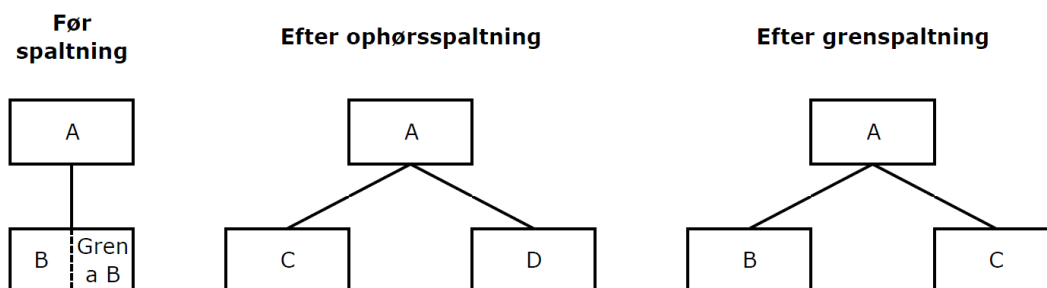 Før
spaltning
Efter ophørsspaltning
Efter grenspaltning
A
A
A
B
Gren
a B
C
D
B
C